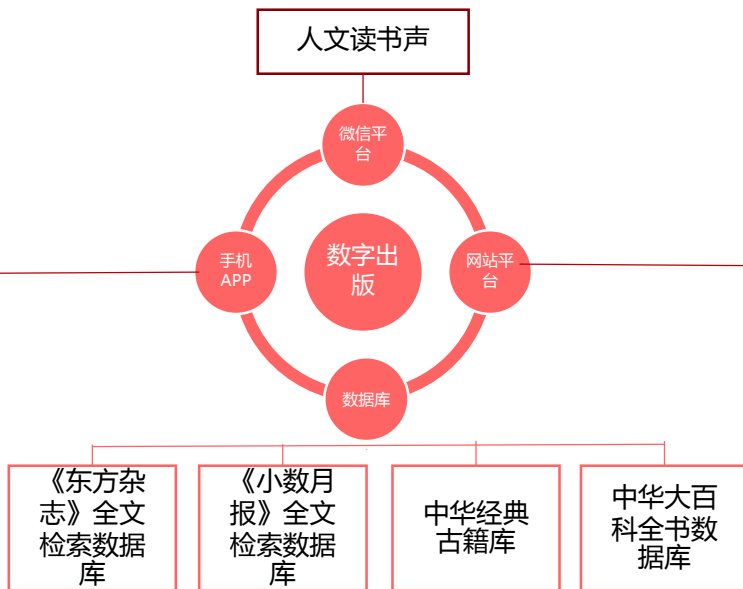 人文读书声
微信平
台
手机
APP
数字出
版
网站平
台
数据库
《东方杂
志》全文
检索数据
库
《小数月
报》全文
检索数据
库
中华经典
古籍库
中华大百
科全书数
据库